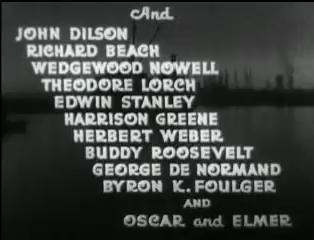 And
JOHN DILSON
RICHARD BEACH
WEDGEWOOD NOWELL
THEODORE LORCH
EDWIN STANLEY
HARRISON GREENE
HERBERT WEBER
BUDDY ROOSEVELT
GEORGE DE NORMAND
BYRON K. FOULGER
AND
OSCAR and ELMER